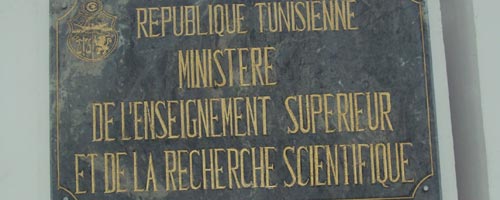 REPUBLIQUE TUNISIENNE
MINISTERE
DE L'ENSEIGNEMENT SUPERIEUR
ET DE LA RECHERCHE SCIENTIFIQUE